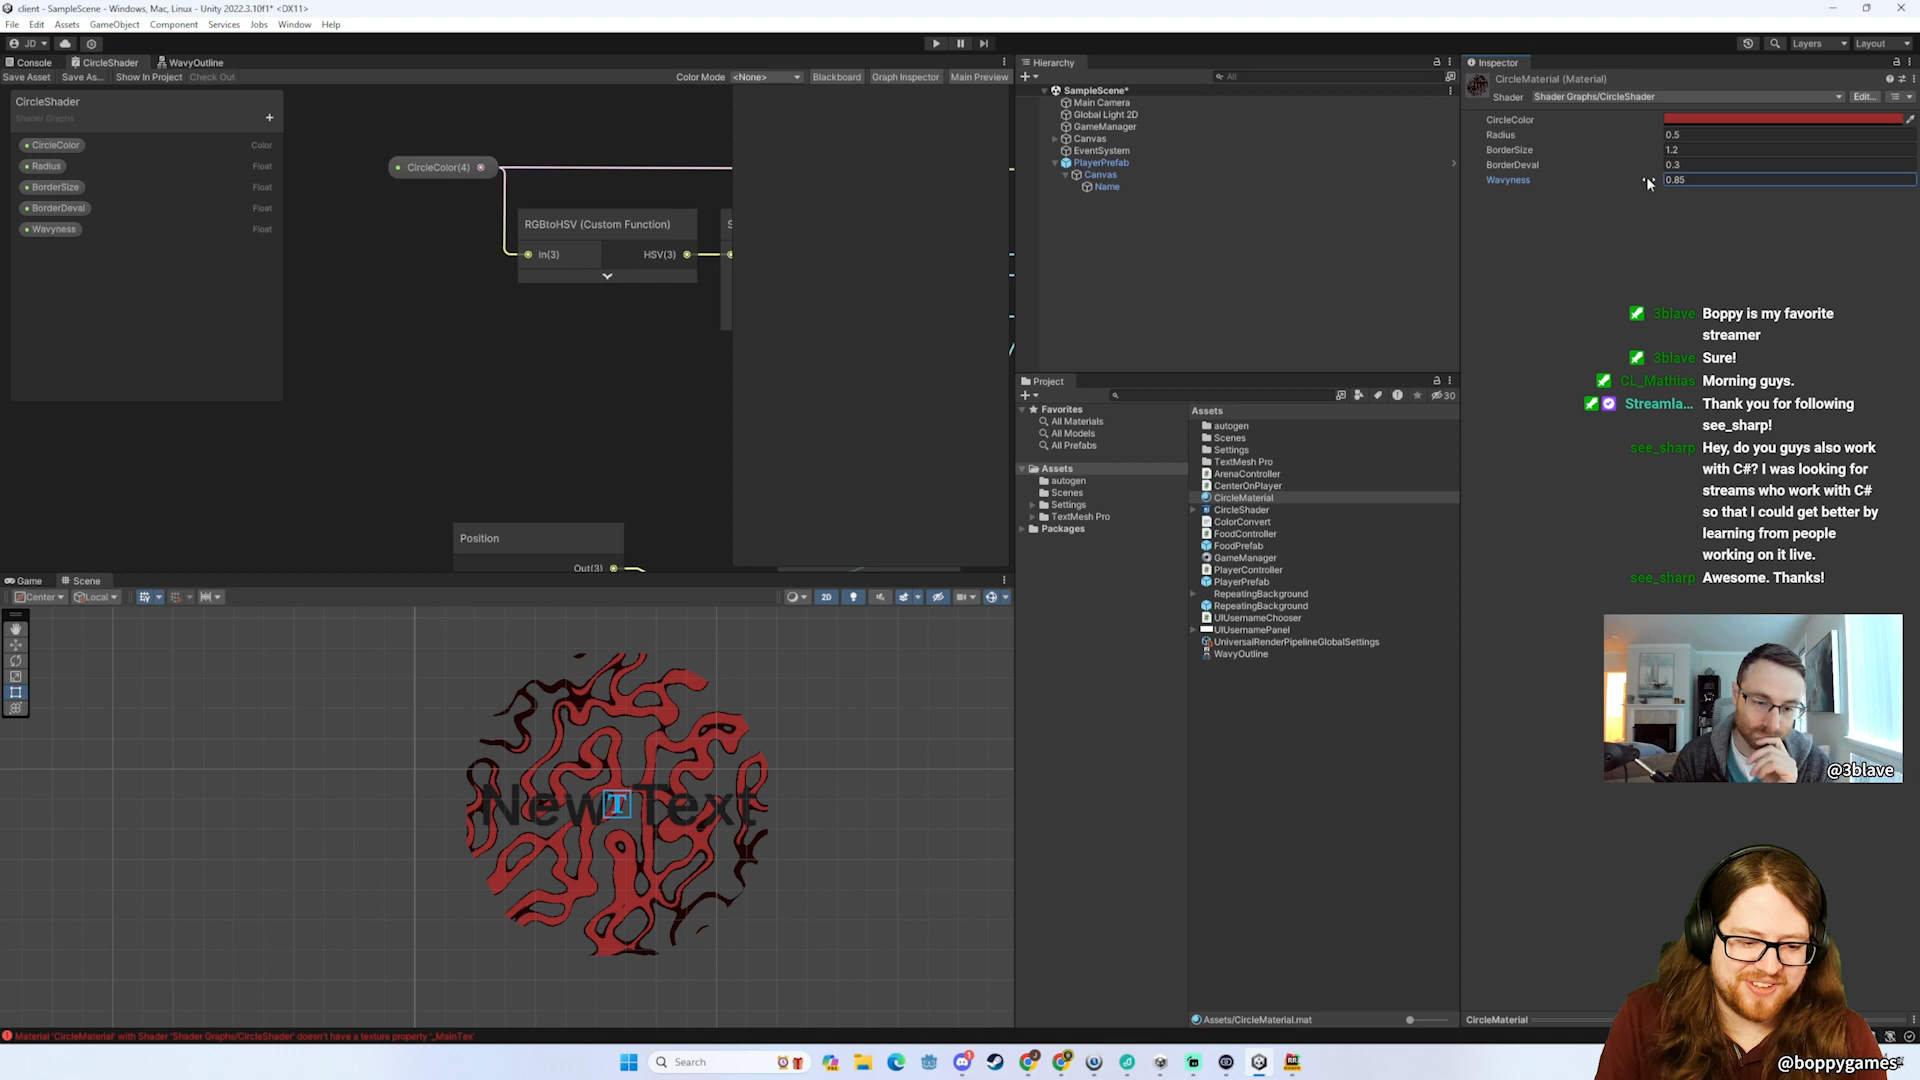 client - SampleScene - Windows, Mac, Linux - Unity 2022.3.10f1* <DX11>
File Edit Assets GameObject Component Services Jobs Window Help
JD
Layers Layout
Console CircleShader WavyOutline
Save Asset Save As... Show In Project Check Out Color Mode <None> Blackboard Graph Inspector Main Preview
CircleShader
Shader Graphs
CircleColor Color
Radius Float
BorderSize Float
BorderDeval Float
Wavyness Float
CircleColor(4)
RGBtoHSV (Custom Function)
In(3) HSV(3)
S
Position
Out(3)
Hierarchy
All
SampleScene*
Main Camera
Global Light 2D
GameManager
Canvas
EventSystem
PlayerPrefab
Canvas
Name
Project
30
Favorites
All Materials
All Models
All Prefabs
Assets
autogen
Scenes
Settings
TextMesh Pro
Packages
Assets
autogen
Scenes
Settings
TextMesh Pro
ArenaController
CenterOnPlayer
CircleMaterial
CircleShader
ColorConvert
FoodController
FoodPrefab
GameManager
PlayerController
PlayerPrefab
RepeatingBackground
RepeatingBackground
UIUsernameChooser
UIUsernamePanel
UniversalRenderPipelineGlobalSettings
WavyOutline
Assets/CircleMaterial.mat
Inspector
CircleMaterial (Material)
Shader Shader Graphs/CircleShader Edit...
CircleColor
Radius 0.5
BorderSize 1.2
BorderDeval 0.3
Wavyness 0.85
3blave Boppy is my favorite
streamer
3blave Sure!
CL_Mathias Morning guys.
Streamla... Thank you for following
see_sharp!
see_sharp Hey, do you guys also work
with C#? I was looking for
streams who work with C#
so that I could get better by
learning from people
working on it live.
see_sharp Awesome. Thanks!
@3blave
CircleMaterial
@boppygames
Game Scene
Center Local 2D
New Text
T
Material 'CircleMaterial' with Shader 'Shader Graphs/CircleShader' doesn't have a texture property '_MainTex'
Search